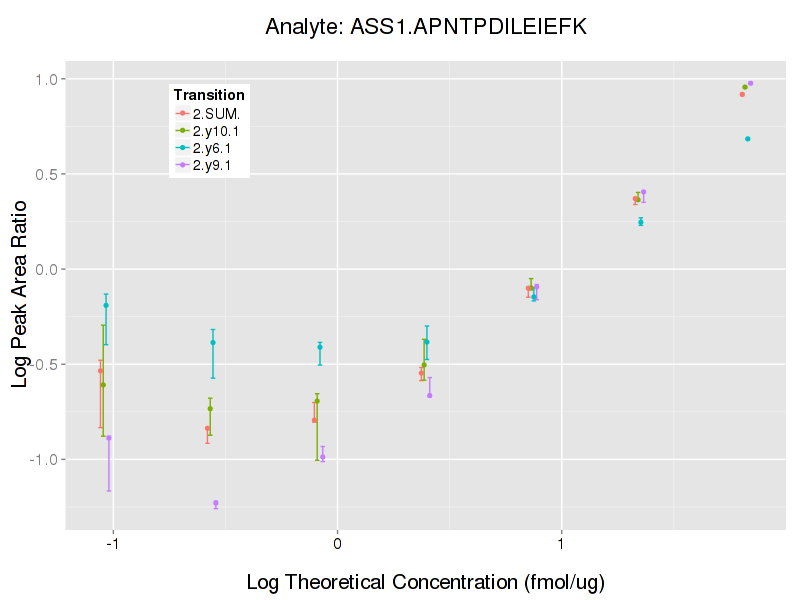 Analyte: ASS1.APNTPDILEIEFK
Transition
2.SUM.
2.y10.1
2.y6.1
2.y9.1
1.0
0.5
0.0
-0.5
-1.0
Log Peak Area Ratio
-1 0 1
Log Theoretical Concentration (fmol/ug)